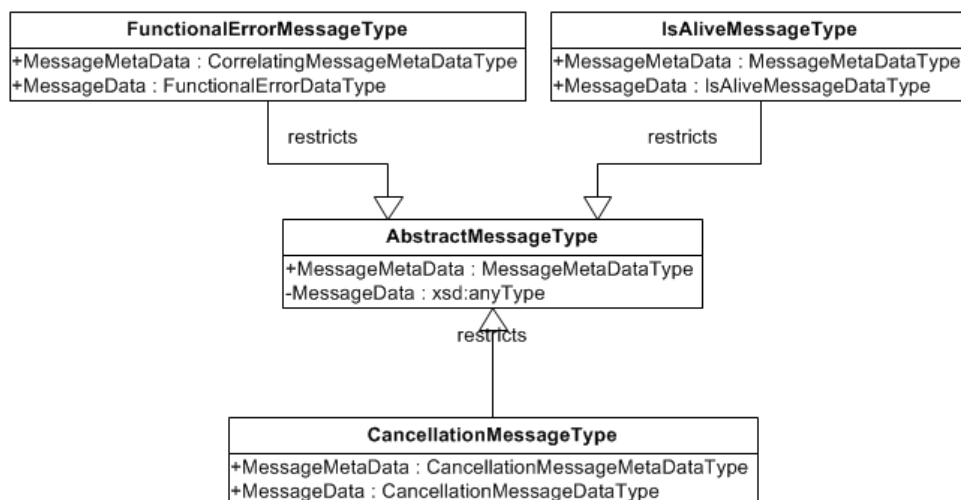 FunctionalErrorMessageType
+MessageMetaData : CorrelatingMessageMetaDataType
+MessageData : FunctionalErrorDataType
IsAliveMessageType
+MessageMetaData : MessageMetaDataType
+MessageData : IsAliveMessageDataType
restricts
restricts
AbstractMessageType
+MessageMetaData : MessageMetaDataType
-MessageData : xsd:anyType
restricts
CancellationMessageType
+MessageMetaData : CancellationMessageMetaDataType
+MessageData : CancellationMessageDataType